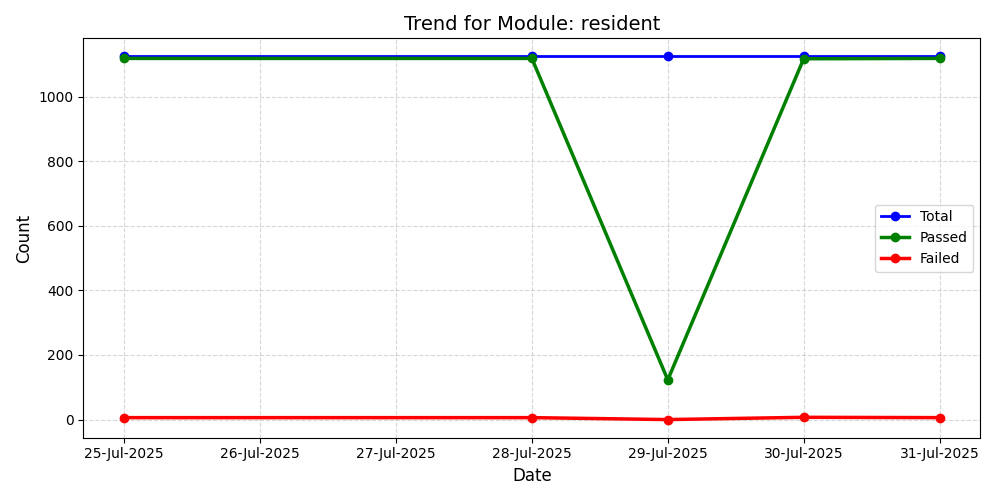 Trend for Module: resident
Count
1000
800
600
400
200
0
Total
Passed
Failed
25-Jul-2025 26-Jul-2025 27-Jul-2025 28-Jul-2025 29-Jul-2025 30-Jul-2025 31-Jul-2025
Date